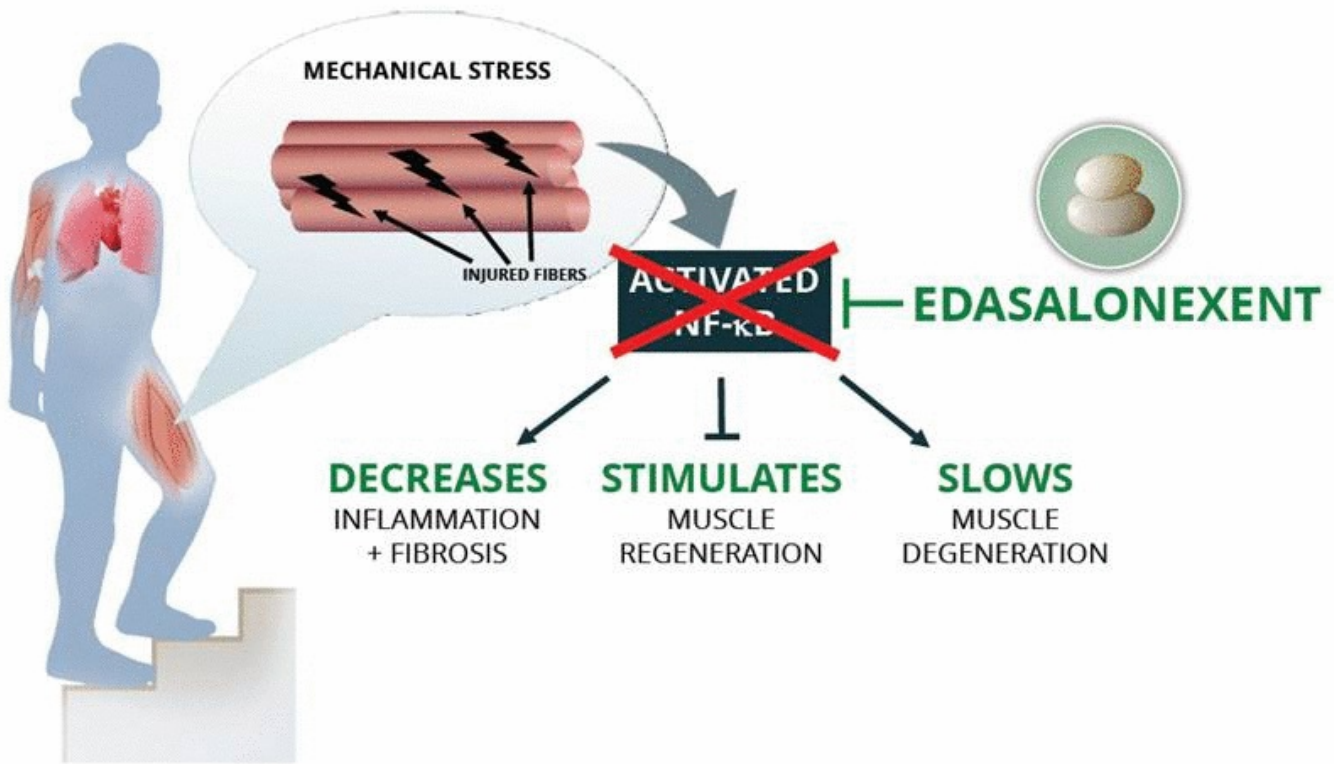 MECHANICAL STRESS
INJURED FIBERS
ACTIVATED
NF-κB
EDASALONEXENT
DECREASES
INFLAMMATION
+ FIBROSIS
STIMULATES
MUSCLE
REGENERATION
SLOWS
MUSCLE
DEGENERATION